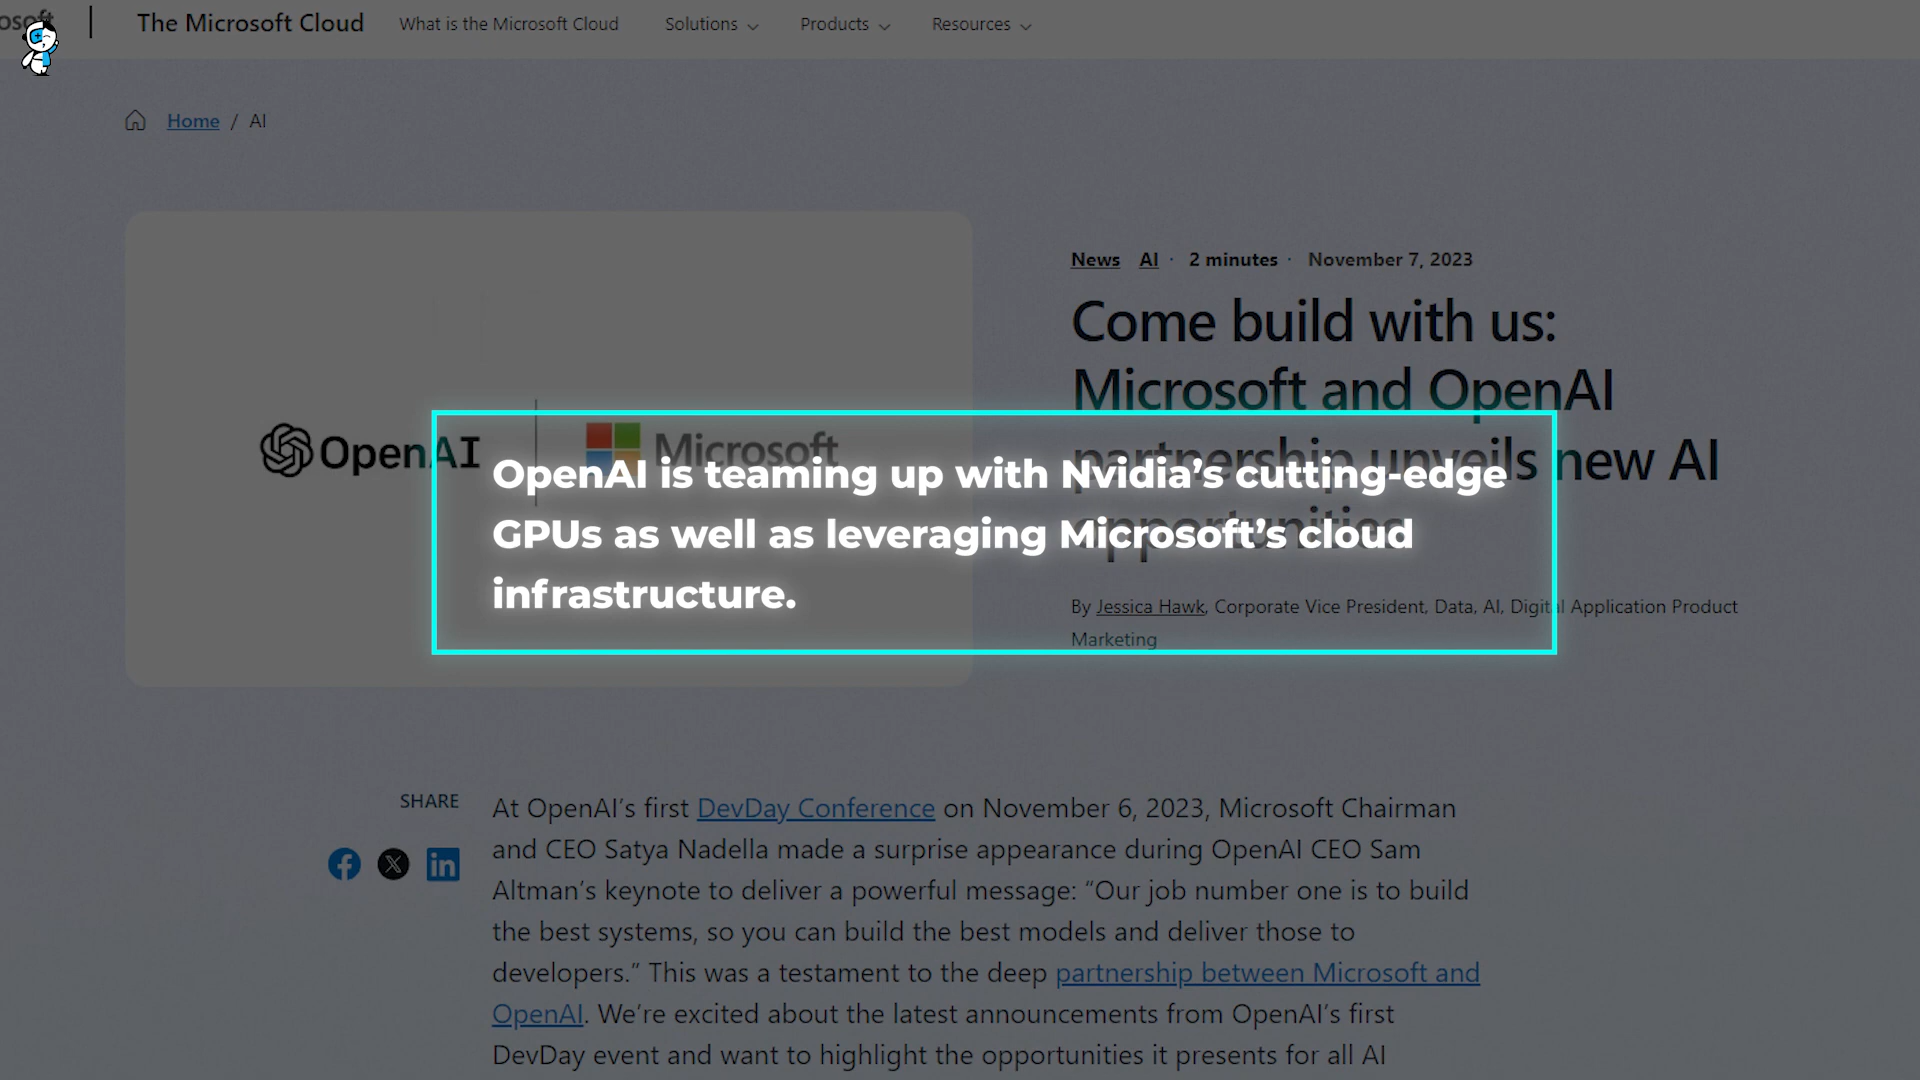 osoft
The Microsoft Cloud
What is the Microsoft Cloud
Solutions
Products
Resources
Home / AI
OpenAI
Microsoft
News AI · 2 minutes · November 7, 2023
Come build with us:
Microsoft and OpenAI
partnership unveils new AI
opportunities
By Jessica Hawk, Corporate Vice President, Data, AI, Digital Application Product
Marketing
OpenAI is teaming up with Nvidia’s cutting-edge
GPUs as well as leveraging Microsoft’s cloud
infrastructure.
SHARE
At OpenAI’s first DevDay Conference on November 6, 2023, Microsoft Chairman
and CEO Satya Nadella made a surprise appearance during OpenAI CEO Sam
Altman’s keynote to deliver a powerful message: “Our job number one is to build
the best systems, so you can build the best models and deliver those to
developers.” This was a testament to the deep partnership between Microsoft and
OpenAI. We’re excited about the latest announcements from OpenAI’s first
DevDay event and want to highlight the opportunities it presents for all AI